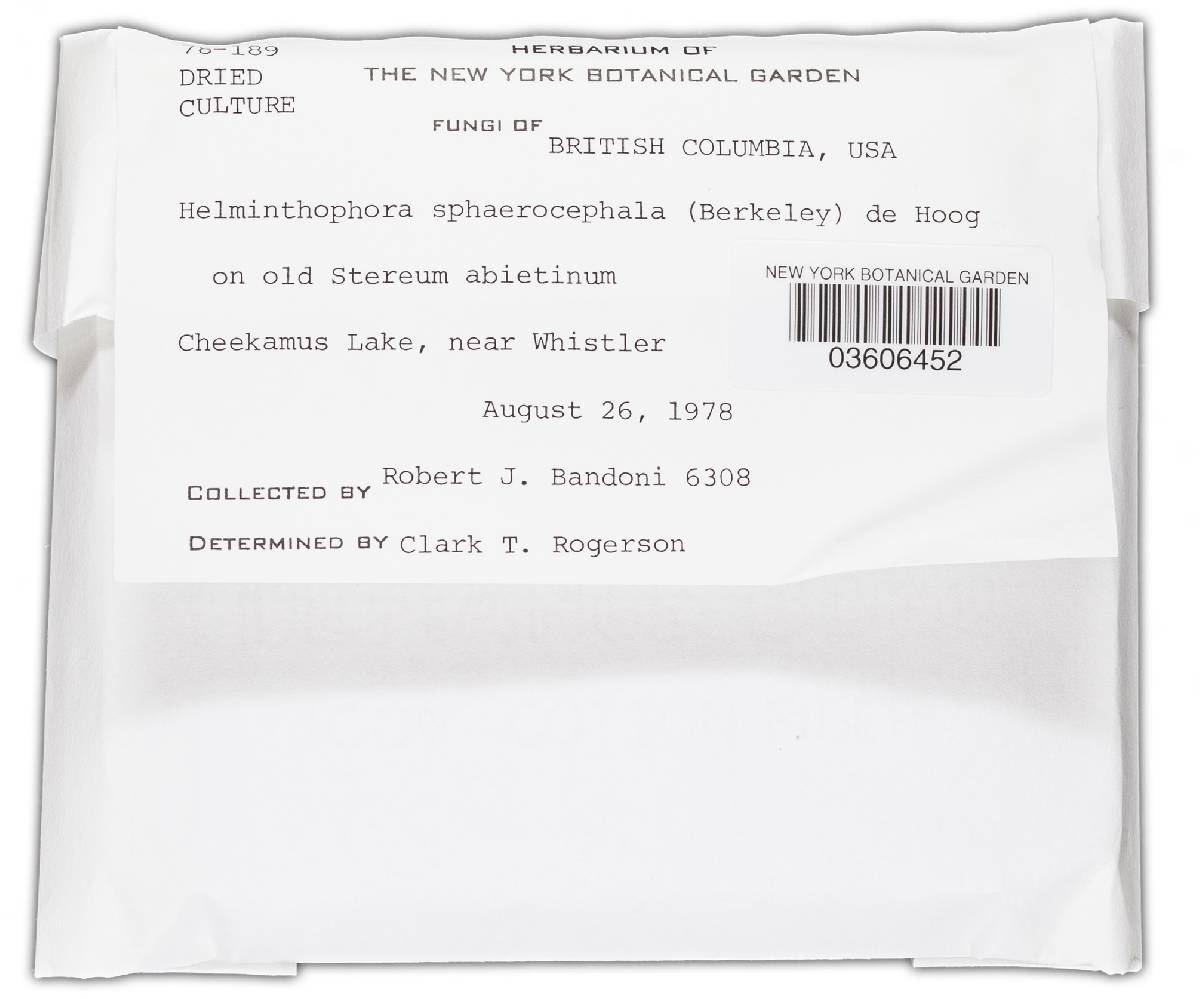 HERBARIUM OF
-189
DRIED
THE NEW YORK BOTANICAL GARDEN
CULTURE
FUNGI OF
BRITISH COLUMBIA, USA
Helminthophora sphaerocephala (Berkeley) de Hoog
on old Stereum abietinum
NEW YORK BOTANICAL GARDEN
03606452
Cheekamus Lake, near Whistler
August 26, 1978
COLLECTED BY Robert J. Bandoni 6308
DETERMINED BY Clark T. Rogerson